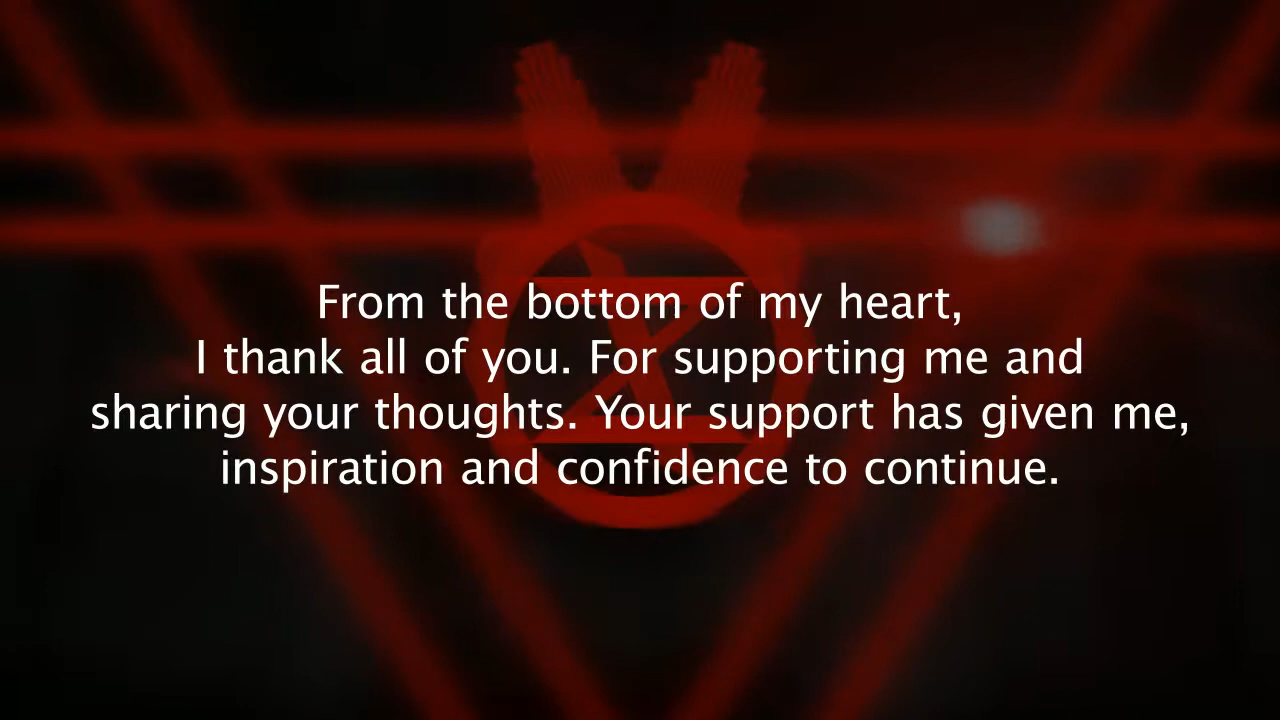 From the bottom of my heart,
I thank all of you. For supporting me and
sharing your thoughts. Your support has given me,
inspiration and confidence to continue.